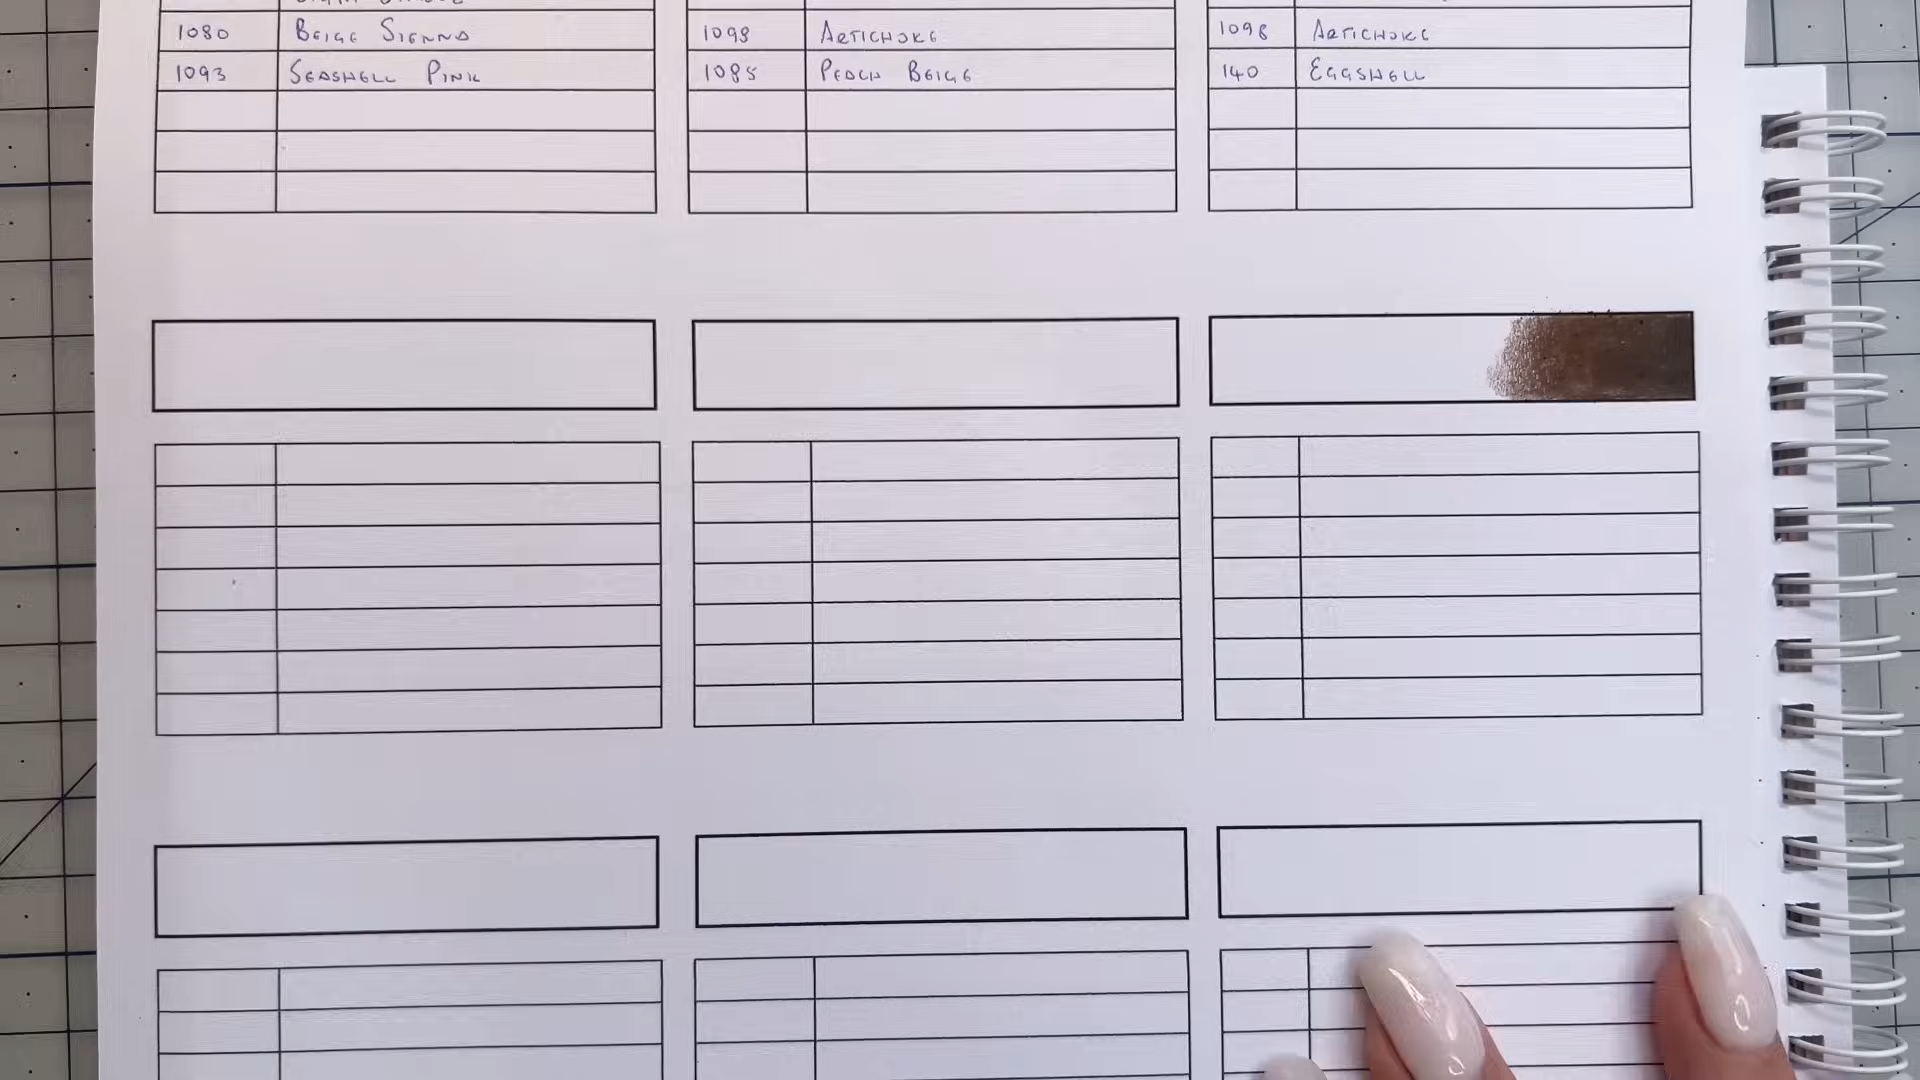 1080 BEIGE SIENNA
1093 SEASHELL PINK
1098 ARTICHOKE
1085 PEACH BEIGE
1098 ARTICHOKE
140 EGGSHELL